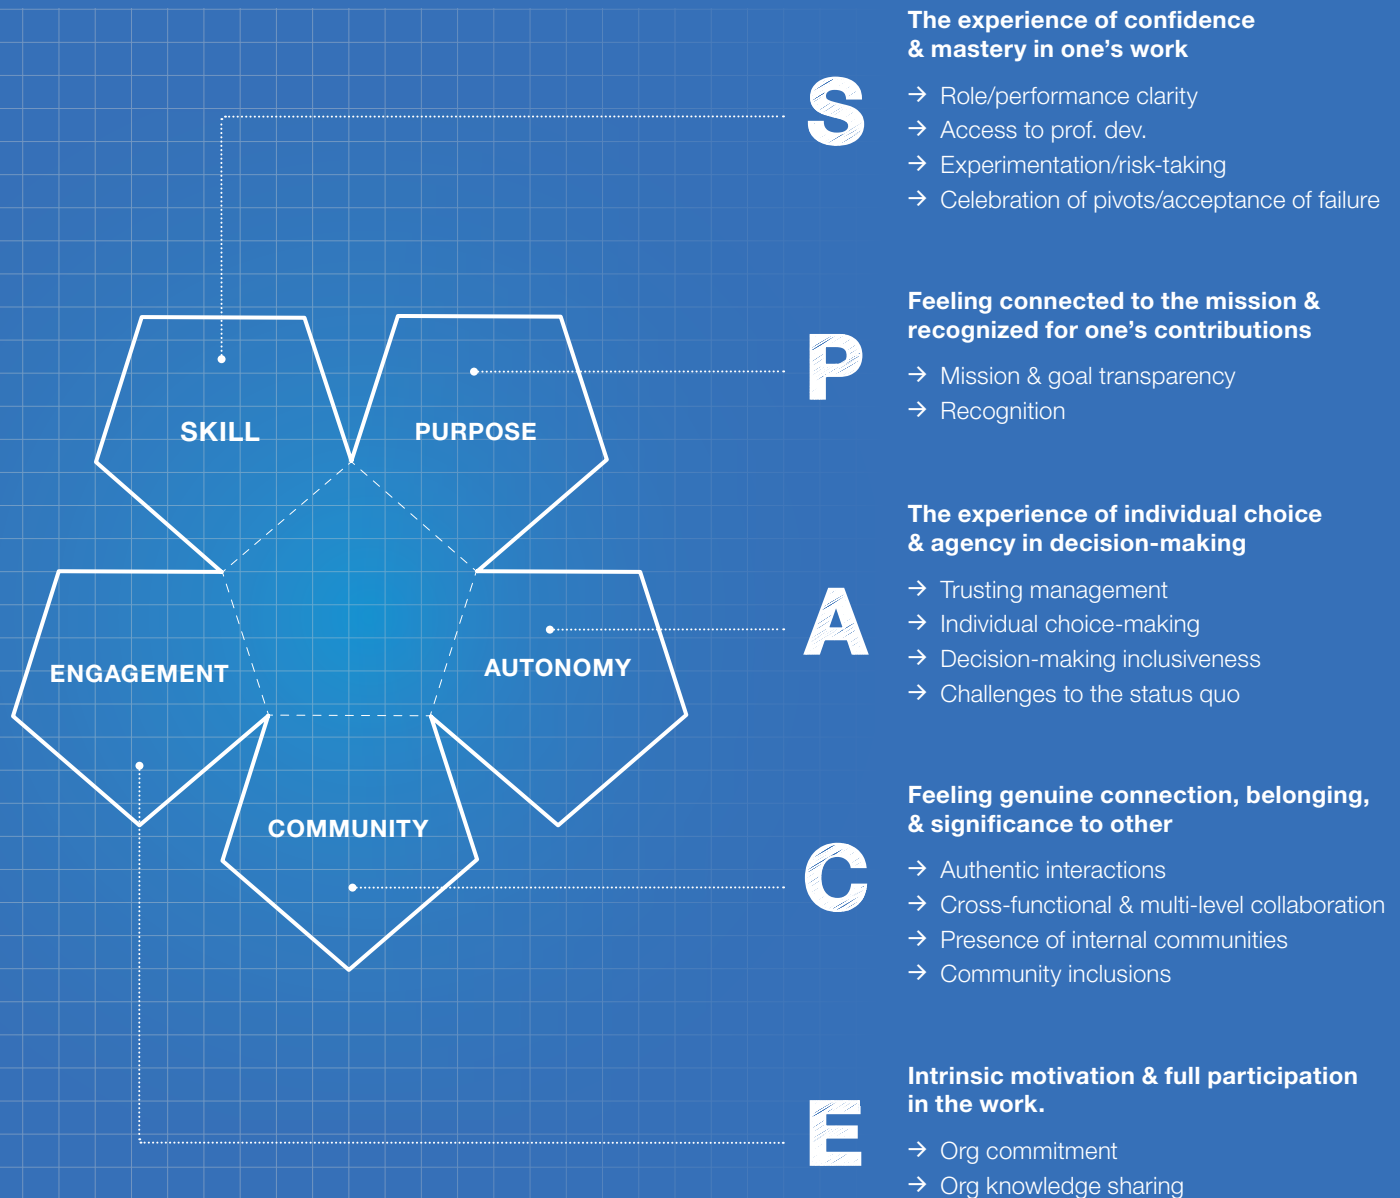 The experience of confidence
& mastery in one's work
S
→ Role/performance clarity
→ Access to prof. dev.
→ Experimentation/risk-taking
→ Celebration of pivots/acceptance of failure
Feeling connected to the mission &
recognized for one's contributions
P
→ Mission & goal transparency
→ Recognition
SKILL
PURPOSE
The experience of individual choice
& agency in decision-making
A
→ Trusting management
→ Individual choice-making
→ Decision-making inclusiveness
→ Challenges to the status quo
ENGAGEMENT
AUTONOMY
Feeling genuine connection, belonging,
& significance to other
COMMUNITY
C
→ Authentic interactions
→ Cross-functional & multi-level collaboration
→ Presence of internal communities
→ Community inclusions
Intrinsic motivation & full participation
in the work.
E
→ Org commitment
→ Org knowledge sharing